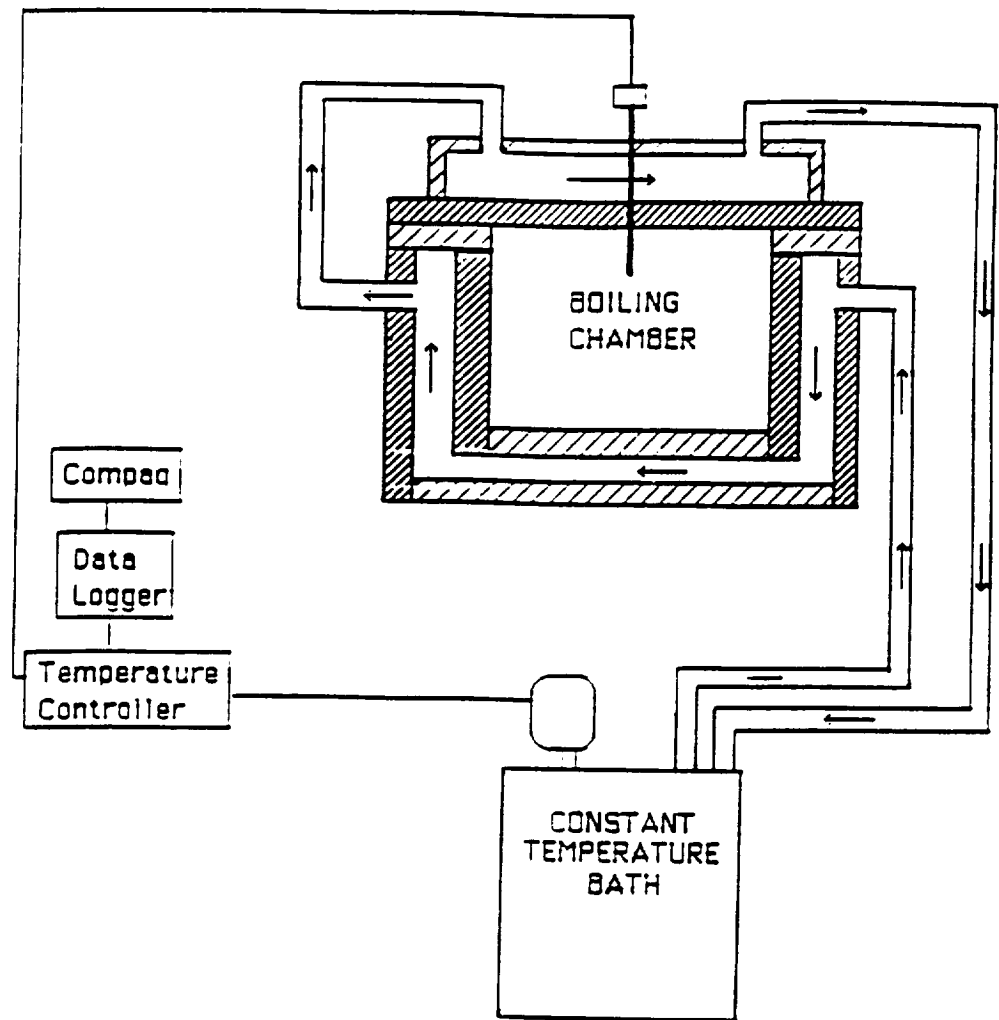 BOILING
CHAMBER
Compaq
Data
Logger
Temperature
Controller
CONSTANT
TEMPERATURE
BATH